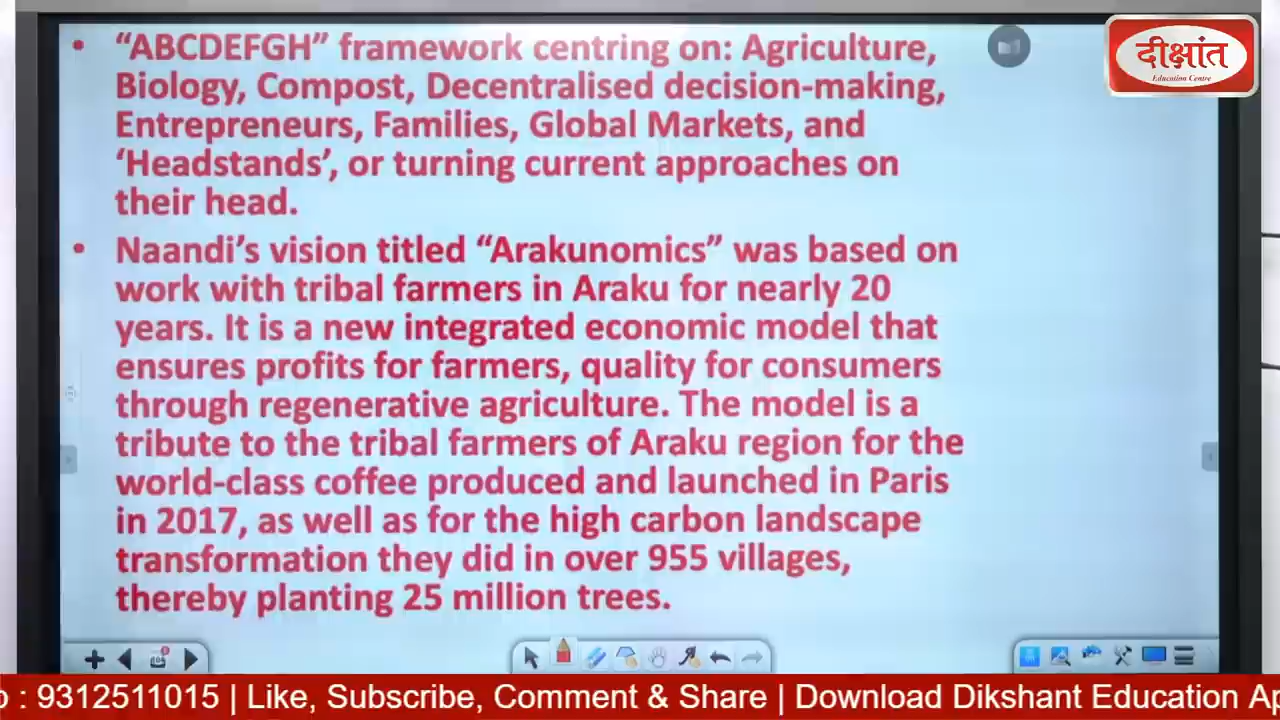 • “ABCDEFGH” framework centring on: Agriculture,
Biology, Compost, Decentralised decision-making,
Entrepreneurs, Families, Global Markets, and
‘Headstands’, or turning current approaches on
their head.
• Naandi’s vision titled “Arakunomics” was based on
work with tribal farmers in Araku for nearly 20
years. It is a new integrated economic model that
ensures profits for farmers, quality for consumers
through regenerative agriculture. The model is a
tribute to the tribal farmers of Araku region for the
world-class coffee produced and launched in Paris
in 2017, as well as for the high carbon landscape
transformation they did in over 955 villages,
thereby planting 25 million trees.
दीक्षांत
Education Centre
o : 9312511015 | Like, Subscribe, Comment & Share | Download Dikshant Education Ap